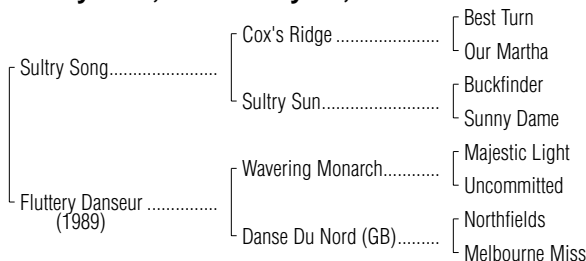 Best Turn
Cox's Ridge ......................
Our Martha
Sultry Song.......................
Buckfinder
Sultry Sun........................
Sunny Dame
Majestic Light
Wavering Monarch............
Uncommitted
Fluttery Danseur ...............
(1989)
Northfields
Danse Du Nord (GB).........
Melbourne Miss